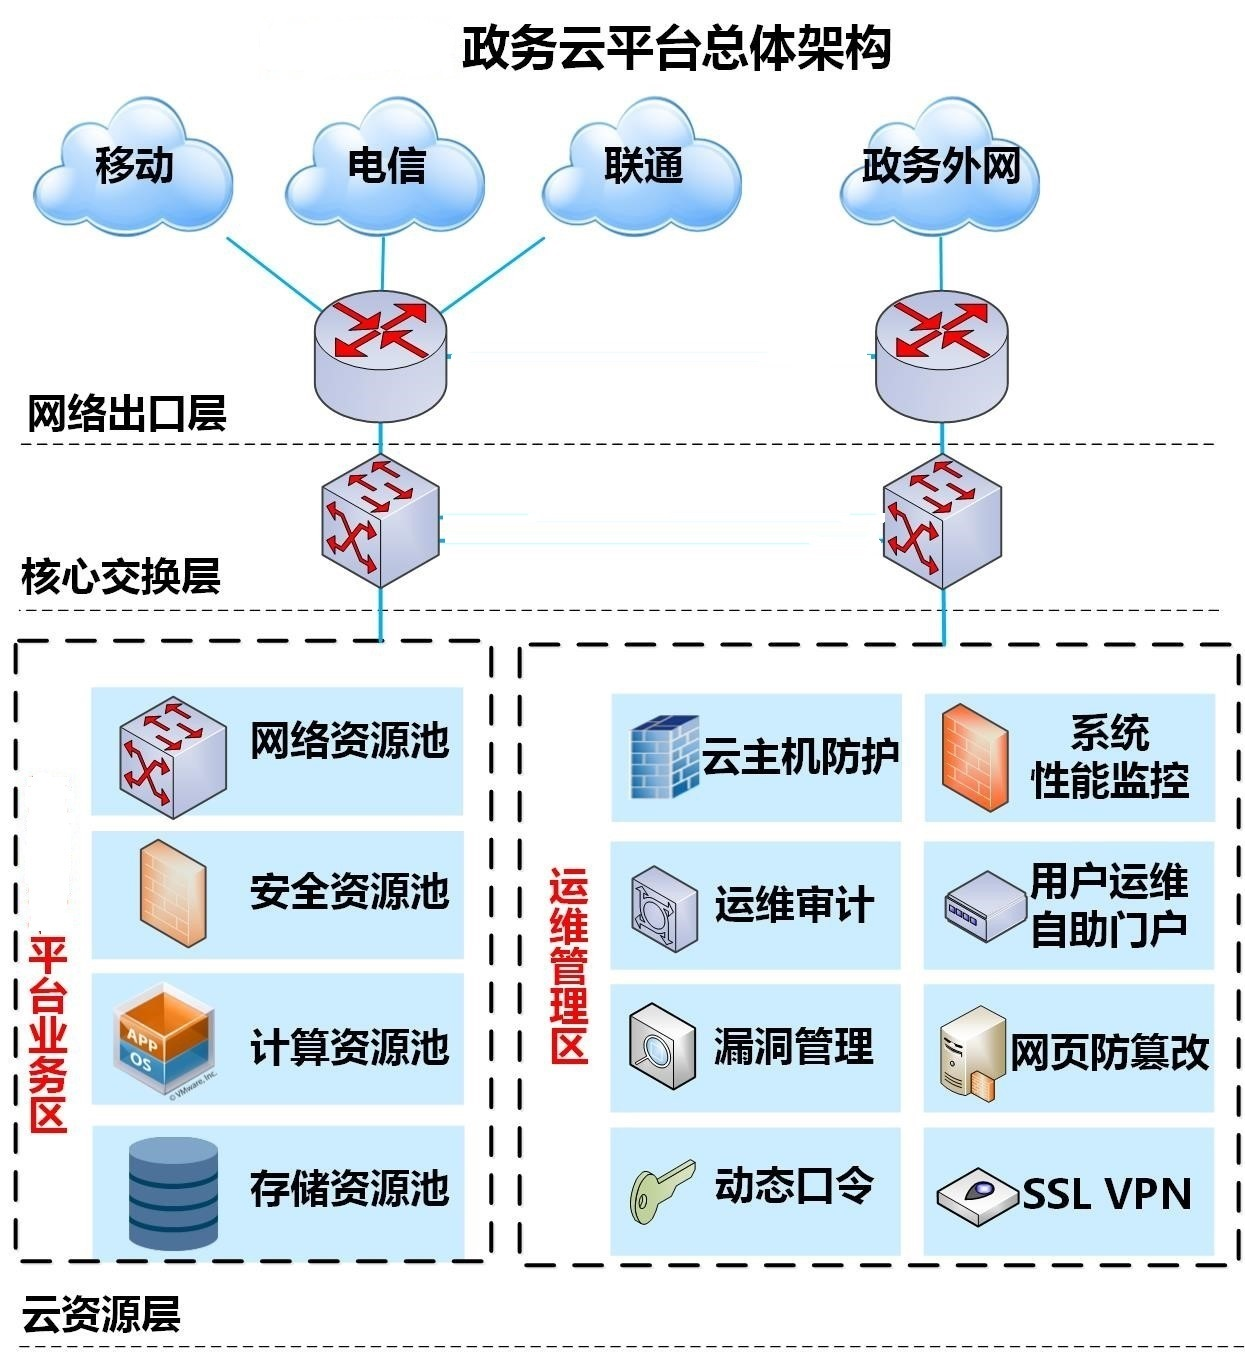 政务云平台总体架构
移动
电信
联通
政务外网
网络出口层
核心交换层
平台业务区
网络资源池
安全资源池
APP
OS
©VMware, Inc.
计算资源池
存储资源池
运维管理区
云主机防护
系统
性能监控
运维审计
用户运维
自助门户
漏洞管理
网页防篡改
动态口令
SSL VPN
云资源层